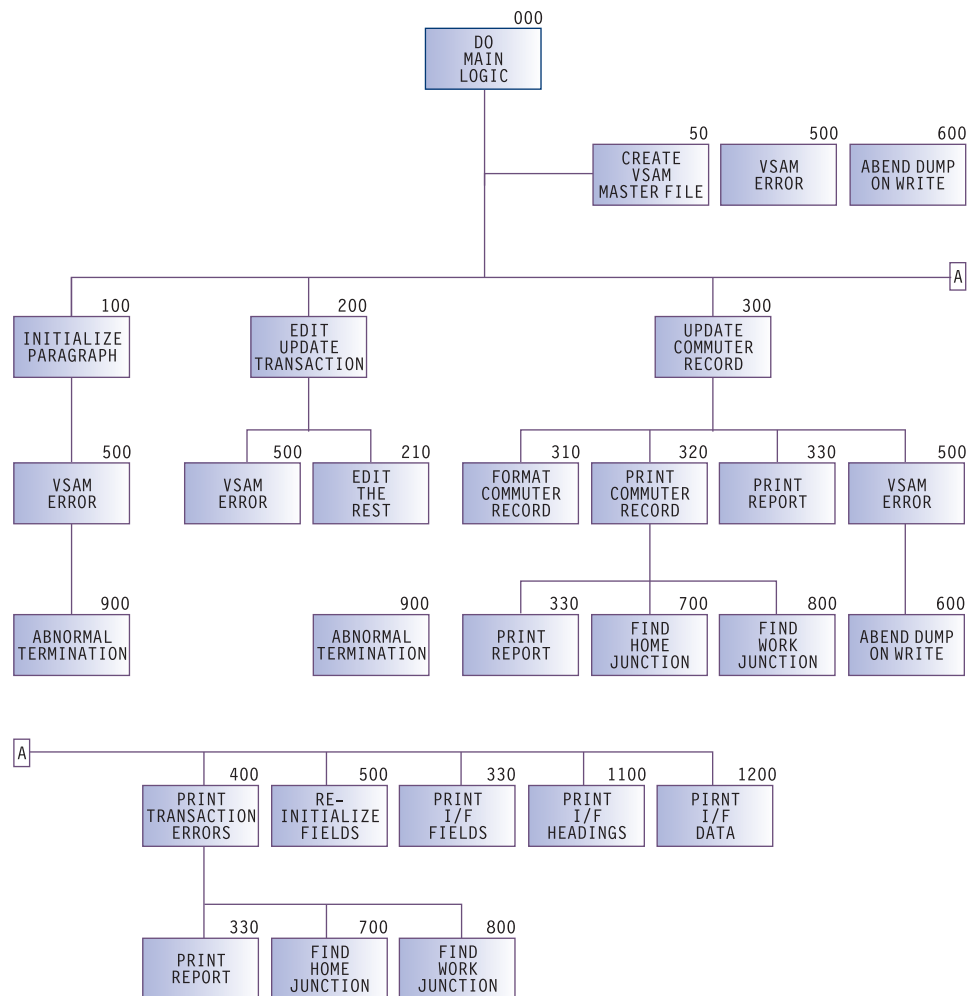 000
DO
MAIN
LOGIC
50
CREATE
VSAM
MASTER FILE
500
VSAM
ERROR
600
ABEND DUMP
ON WRITE
A
100
INITIALIZE
PARAGRAPH
200
EDIT
UPDATE
TRANSACTION
300
UPDATE
COMMUTER
RECORD
500
VSAM
ERROR
500
VSAM
ERROR
210
EDIT
THE
REST
310
FORMAT
COMMUTER
RECORD
320
PRINT
COMMUTER
RECORD
330
PRINT
REPORT
500
VSAM
ERROR
900
ABNORMAL
TERMINATION
900
ABNORMAL
TERMINATION
330
PRINT
REPORT
700
FIND
HOME
JUNCTION
800
FIND
WORK
JUNCTION
600
ABEND DUMP
ON WRITE
A
400
PRINT
TRANSACTION
ERRORS
500
RE-
INITIALIZE
FIELDS
330
PRINT
I/F
FIELDS
1100
PRINT
I/F
HEADINGS
1200
PIRNT
I/F
DATA
330
PRINT
REPORT
700
FIND
HOME
JUNCTION
800
FIND
WORK
JUNCTION